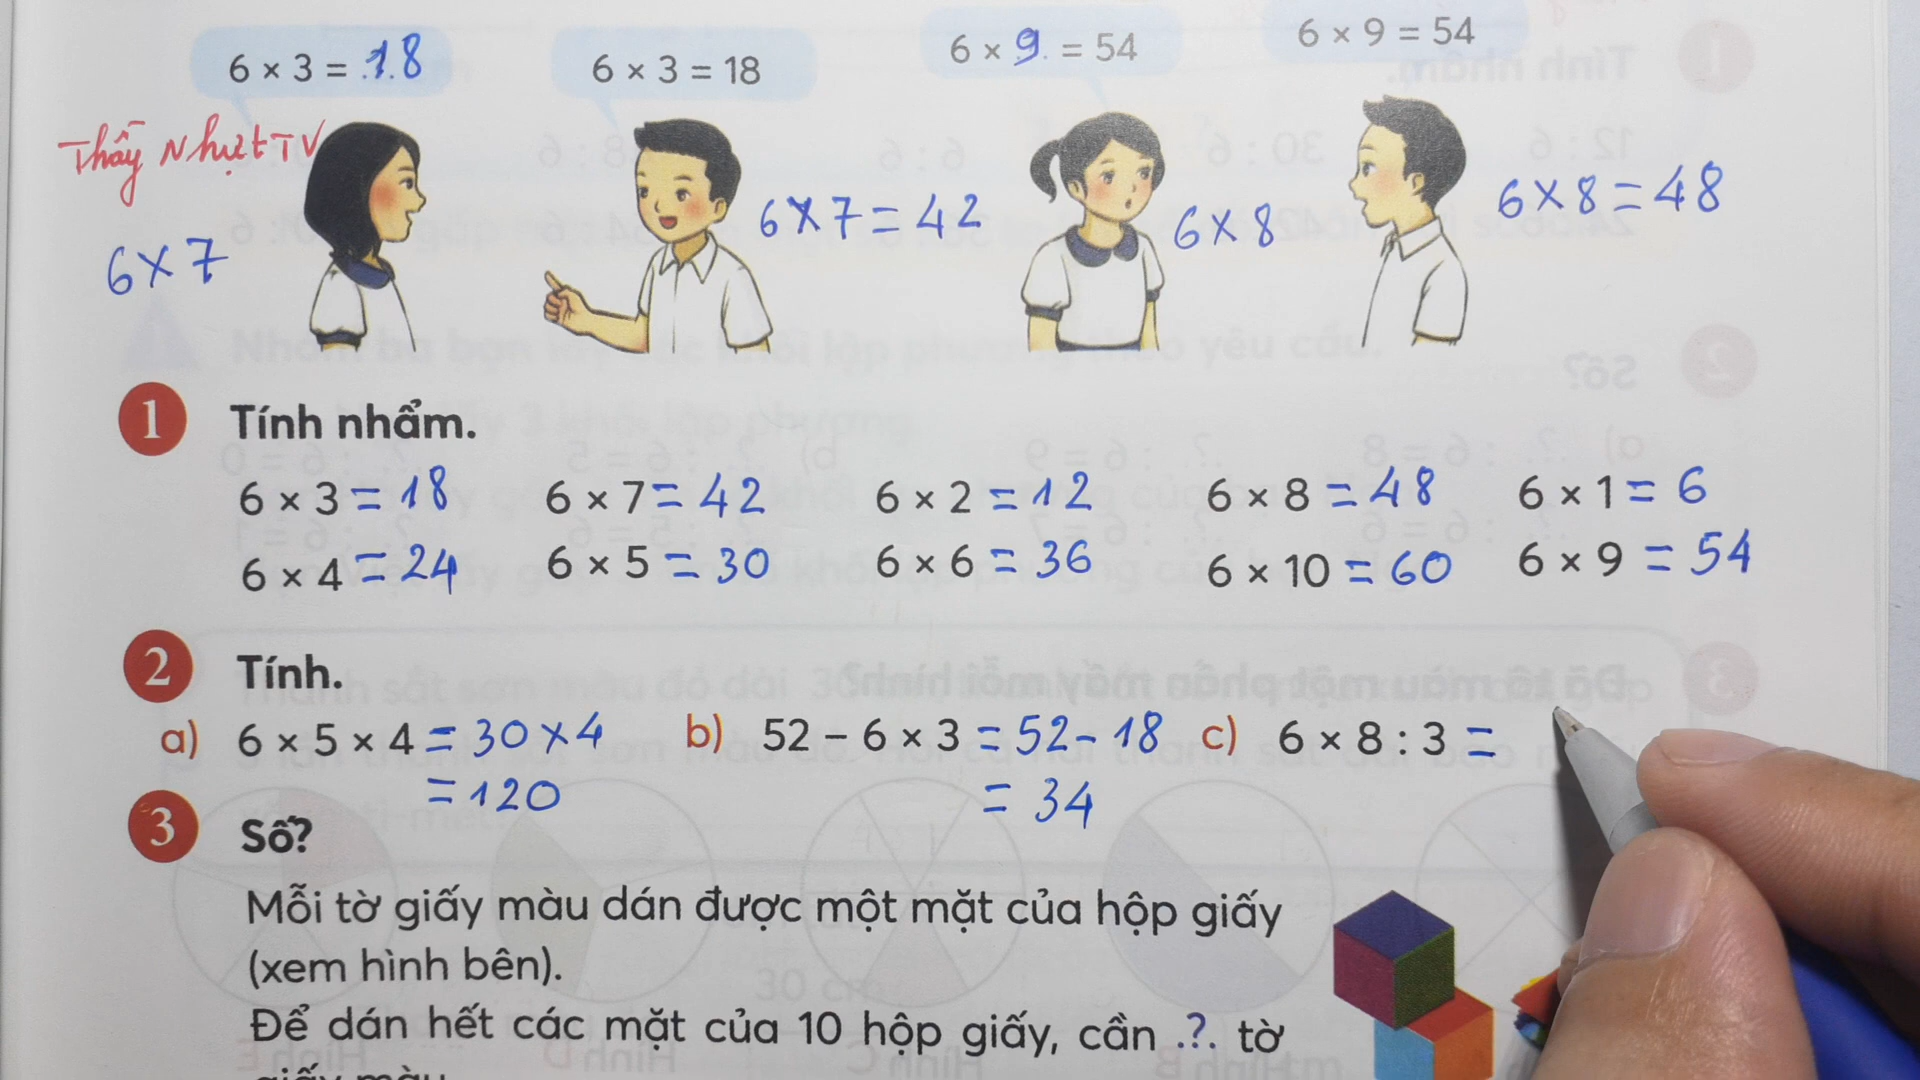 6 × 3 = .1.8
6 × 3 = 18
6 × 9. = 54
6 × 9 = 54
Thầy Nhựt TV
6 × 7
6 × 7 = 42
6 × 8
6 × 8 = 48
1 Tính nhẩm.
6 × 3 = 18 6 × 7 = 42 6 × 2 = 12 6 × 8 = 48 6 × 1 = 6
6 × 4 = 24 6 × 5 = 30 6 × 6 = 36 6 × 10 = 60 6 × 9 = 54
2 Tính.
a) 6 × 5 × 4 = 30 × 4 b) 52 − 6 × 3 = 52 - 18 c) 6 × 8 : 3 =
= 120 = 34
3 Số?
Mỗi tờ giấy màu dán được một mặt của hộp giấy
(xem hình bên).
Để dán hết các mặt của 10 hộp giấy, cần .?. tờ
giấy màu.